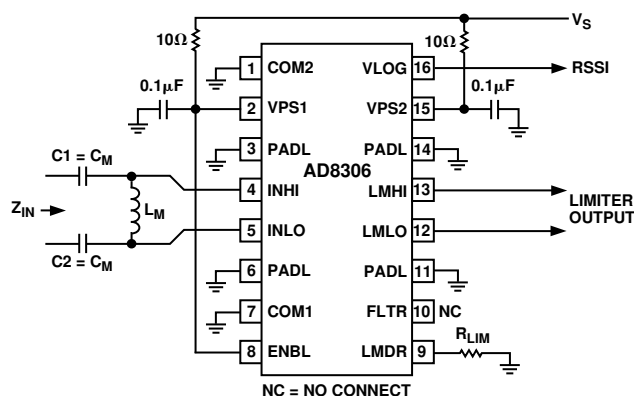 V_S
10Ω
10Ω
1 COM2
VLOG 16
RSSI
0.1μF
0.1μF
2 VPS1
VPS2 15
3 PADL
PADL 14
AD8306
C1 = C_M
4 INHI
LMHI 13
Z_IN
L_M
LIMITER
OUTPUT
5 INLO
LMLO 12
C2 = C_M
6 PADL
PADL 11
7 COM1
FLTR 10 NC
8 ENBL
LMDR 9
R_LIM
NC = NO CONNECT